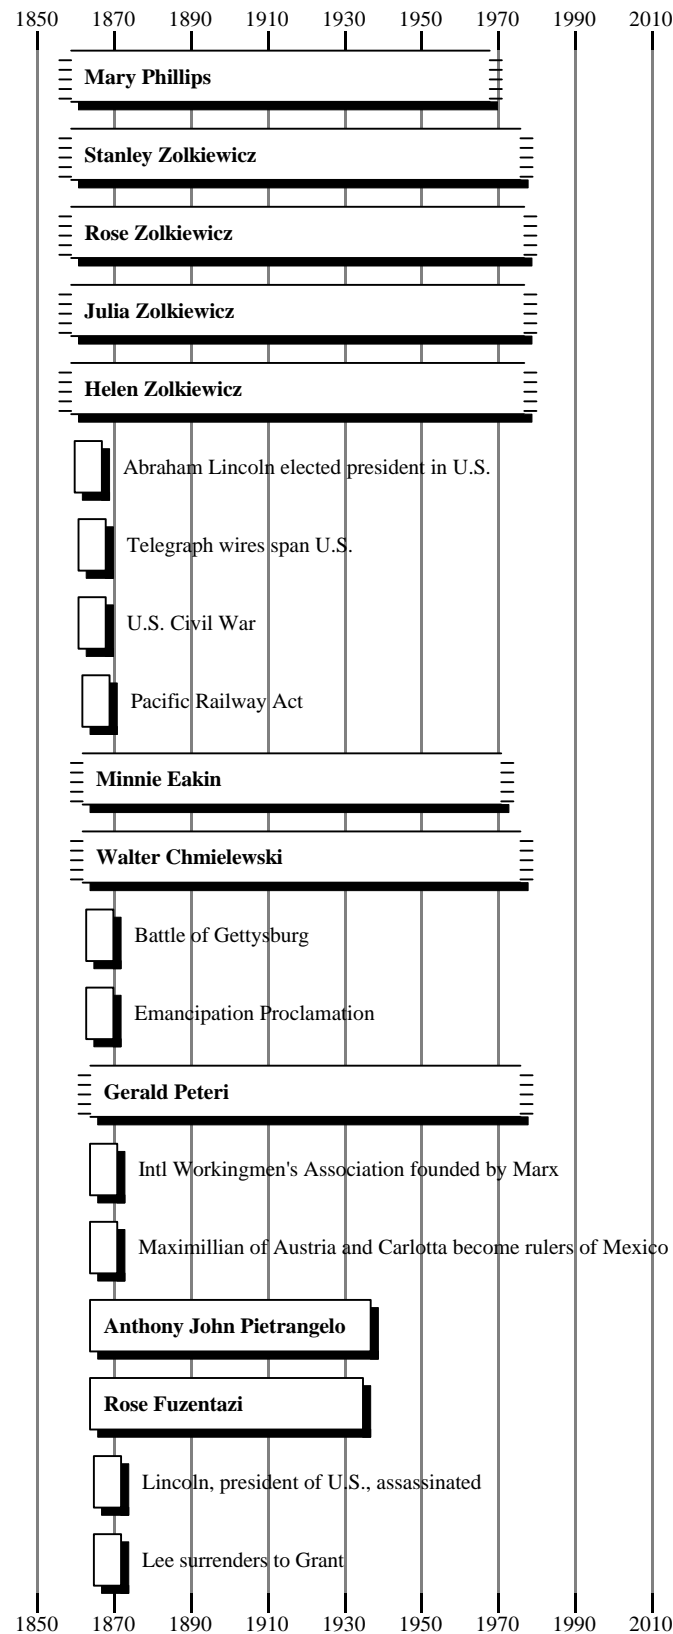 1850 1870 1890 1910 1930 1950 1970 1990 2010
Mary Phillips
Stanley Zolkiewicz
Rose Zolkiewicz
Julia Zolkiewicz
Helen Zolkiewicz
Abraham Lincoln elected president in U.S.
Telegraph wires span U.S.
U.S. Civil War
Pacific Railway Act
Minnie Eakin
Walter Chmielewski
Battle of Gettysburg
Emancipation Proclamation
Gerald Peteri
Intl Workingmen's Association founded by Marx
Maximillian of Austria and Carlotta become rulers of Mexico
Anthony John Pietrangelo
Rose Fuzentazi
Lincoln, president of U.S., assassinated
Lee surrenders to Grant
1850 1870 1890 1910 1930 1950 1970 1990 2010